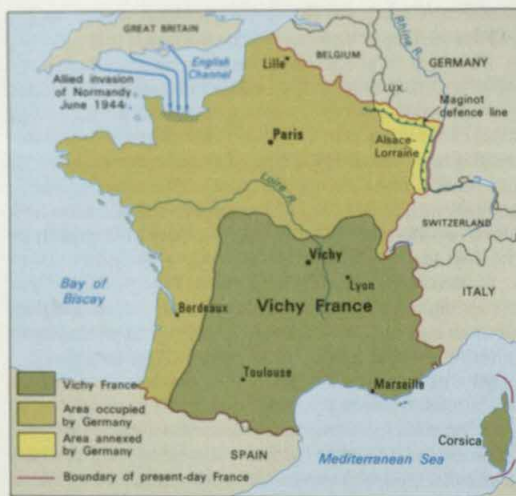 GREAT BRITAIN
English
Channel
Allied invasion
of Normandy,
June 1944
Lille
BELGIUM
Rhine R.
GERMANY
LUX.
Maginot
defence line
Alsace-
Lorraine
Paris
Loire R.
SWITZERLAND
Bay of
Biscay
Vichy
Lyon
ITALY
Bordeaux
Vichy France
Toulouse
Marseille
Corsica
SPAIN
Mediterranean Sea
Vichy France
Area occupied
by Germany
Area annexed
by Germany
Boundary of present-day France